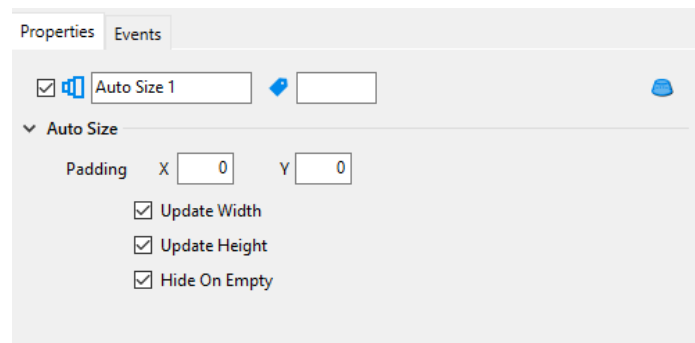 Properties Events
Auto Size 1
Auto Size
Padding X 0 Y 0
Update Width
Update Height
Hide On Empty